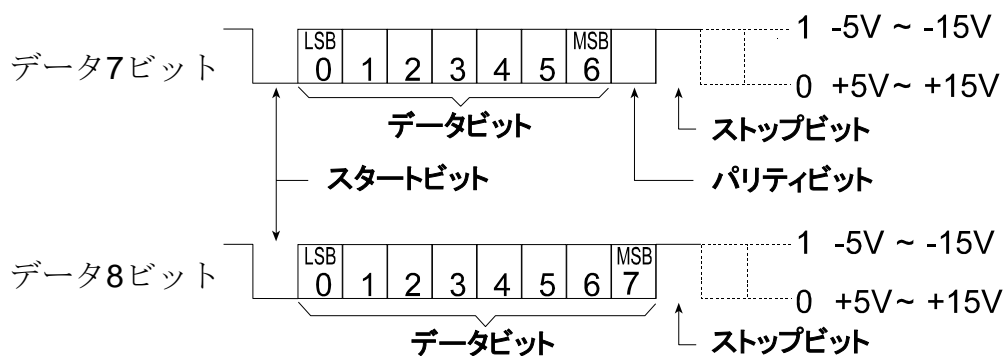 LSB MSB 1 -5V ~ -15V
データ7ビット 0 1 2 3 4 5 6 0 +5V~ +15V
データビット ストップビット
スタートビット パリティビット
LSB MSB 1 -5V ~ -15V
データ8ビット 0 1 2 3 4 5 6 7 0 +5V~ +15V
データビット ストップビット